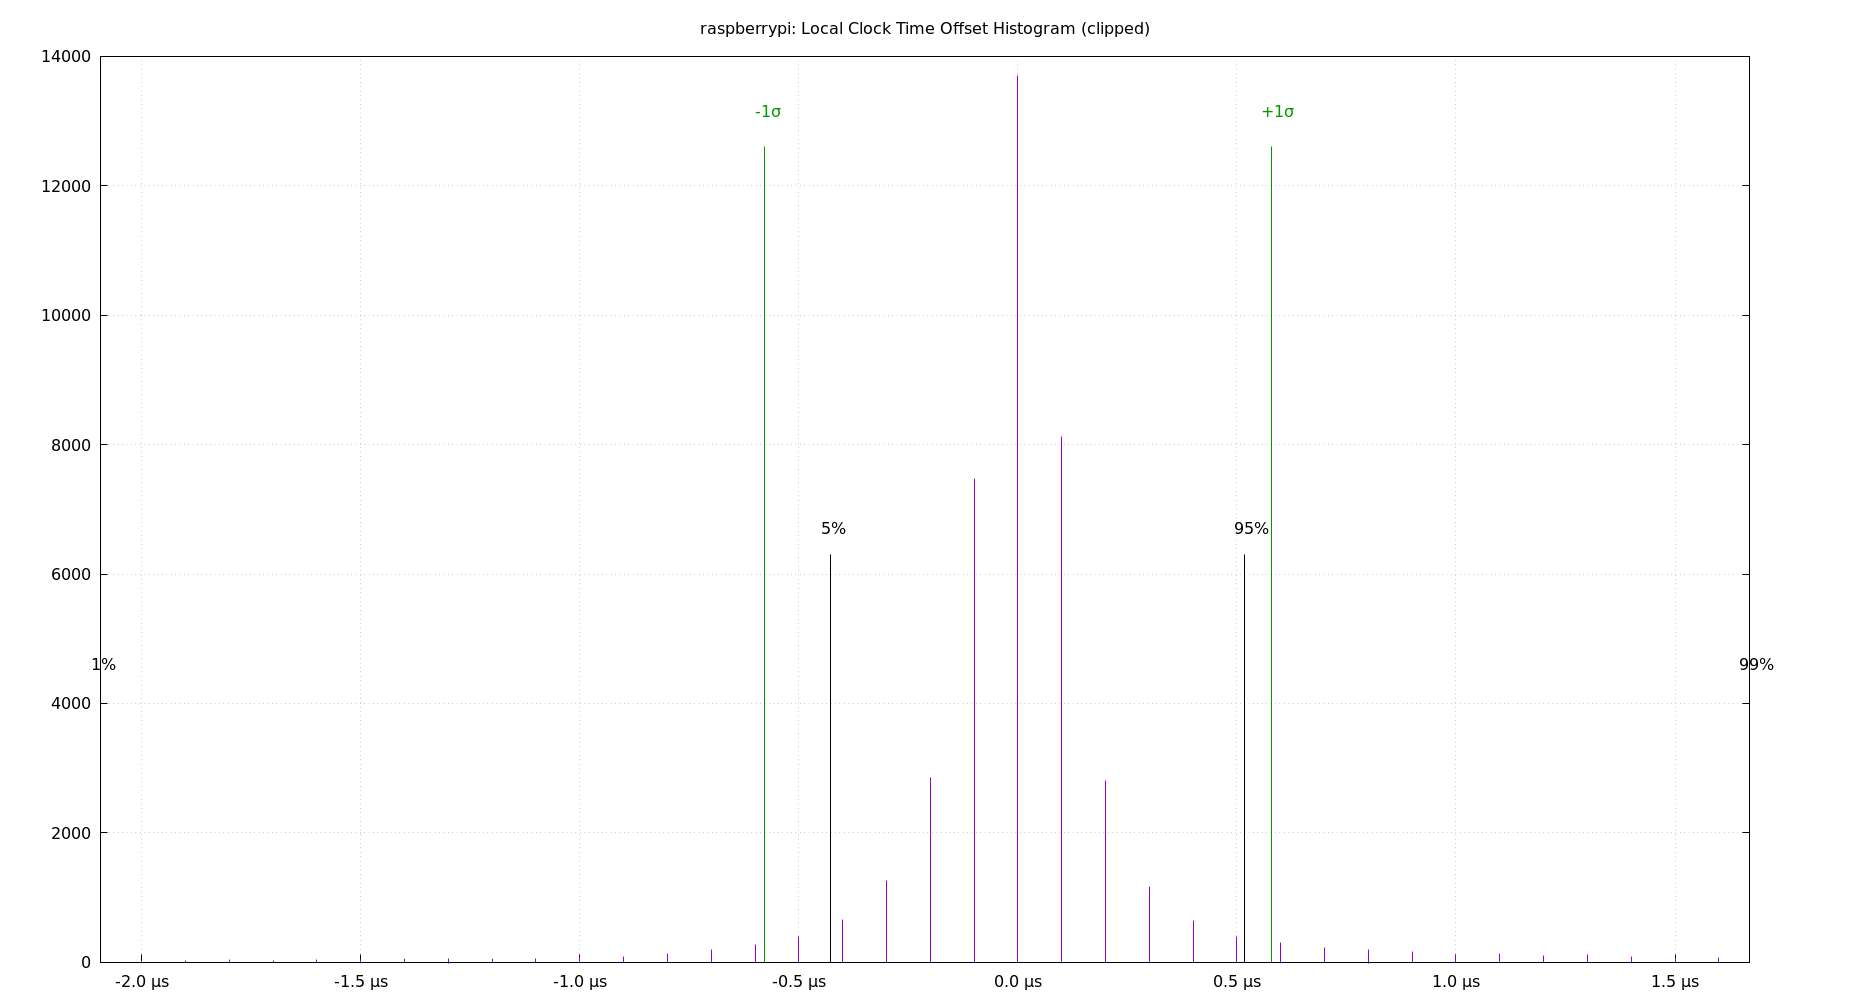 raspberrypi: Local Clock Time Offset Histogram (clipped)
14000
-1σ
+1σ
12000
10000
8000
5%
95%
6000
1%
99%
4000
2000
0
-2.0 µs
-1.5 µs
-1.0 µs
-0.5 µs
0.0 µs
0.5 µs
1.0 µs
1.5 µs